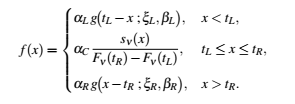 f(x) = { α_L g(t_L − x ; ξ_L, β_L), x < t_L,
α_C s_ν(x) / (F_ν(t_R) − F_ν(t_L)), t_L ≤ x ≤ t_R,
α_R g(x − t_R ; ξ_R, β_R), x > t_R.